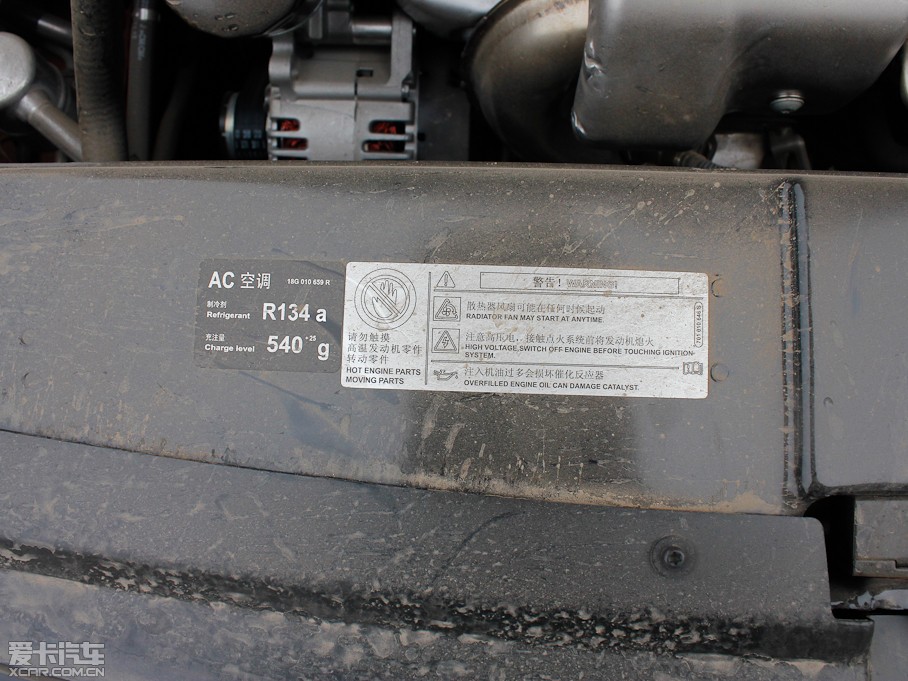 AC 空调 18G 010 659 R
制冷剂
Refrigerant R134 a
充注量
Charge level 540 +25 g
请勿触摸
高温发动机零件
转动零件
HOT ENGINE PARTS
MOVING PARTS
警告! WARNING!
散热器风扇可能在任何时候起动
RADIATOR FAN MAY START AT ANYTIME.
注意高压电,接触点火系统前将发动机熄火
HIGH VOLTAGE,SWITCH OFF ENGINE BEFORE TOUCHING IGNITION
SYSTEM.
注入机油过多会损坏催化反应器
OVERFILLED ENGINE OIL CAN DAMAGE CATALYST.
爱卡汽车
XCAR.COM.CN